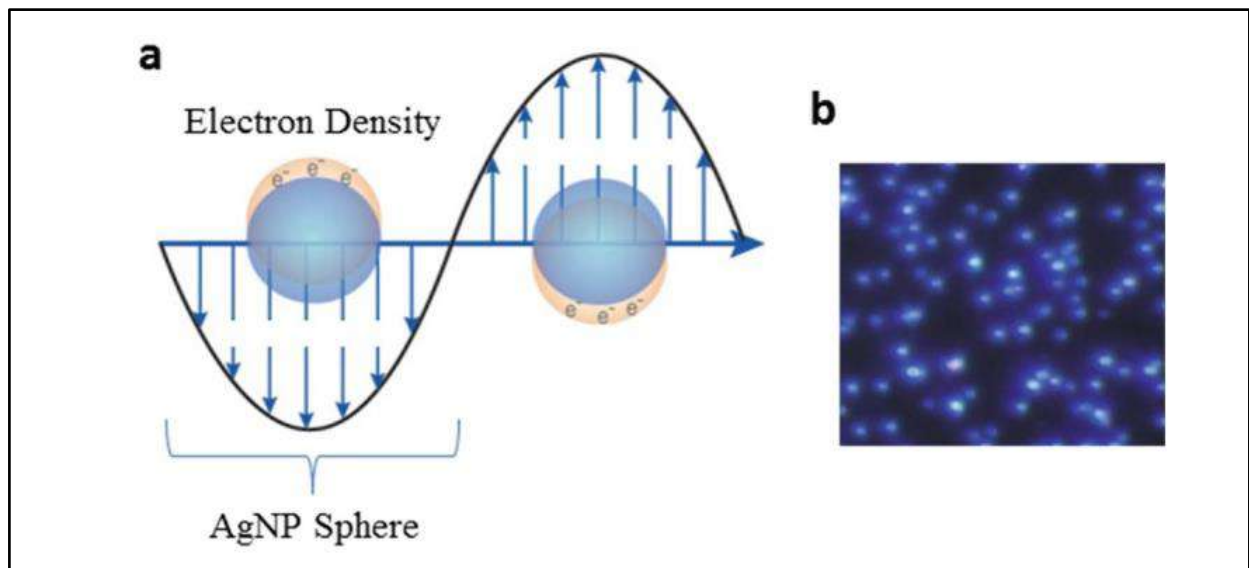 a
b
Electron Density
e⁻ e⁻ e⁻
e⁻ e⁻ e⁻
AgNP Sphere